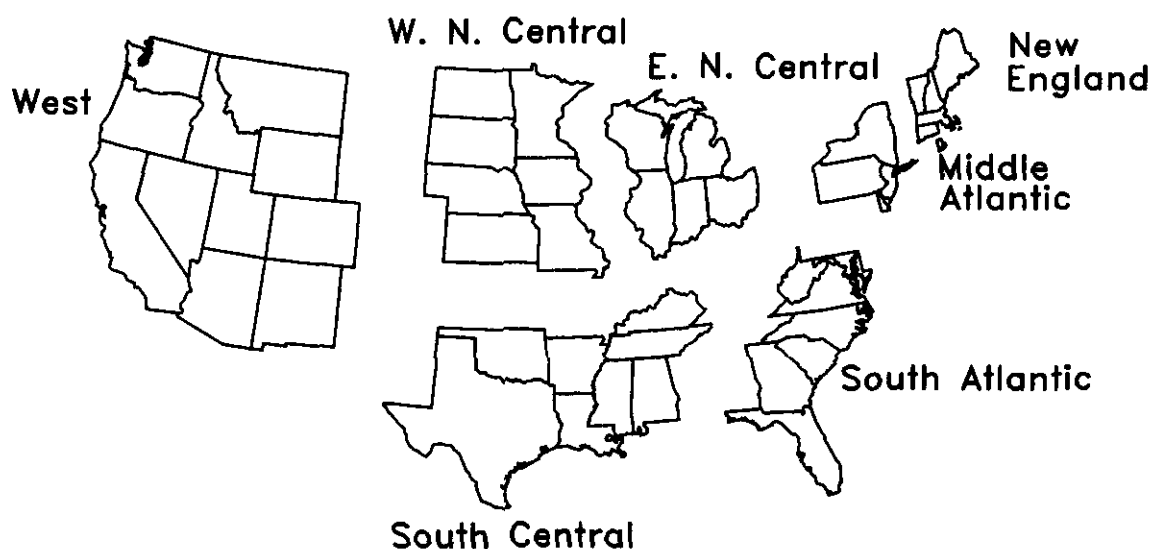 W. N. Central
E. N. Central
New
England
West
Middle
Atlantic
South Atlantic
South Central